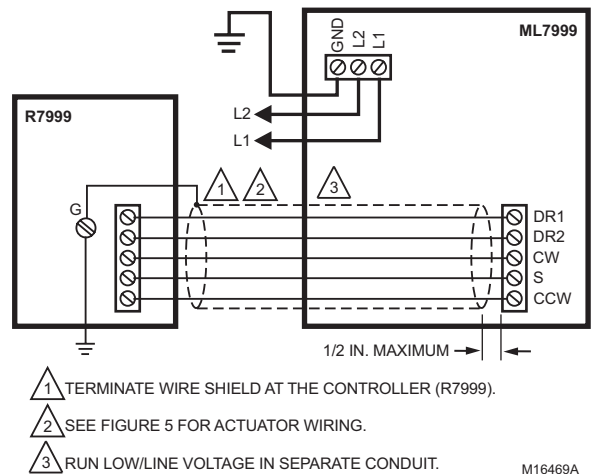 ML7999
GND
L2
L1
L2
L1
R7999
G
1
2
3
DR1
DR2
CW
S
CCW
1/2 IN. MAXIMUM
1 TERMINATE WIRE SHIELD AT THE CONTROLLER (R7999).
2 SEE FIGURE 5 FOR ACTUATOR WIRING.
3 RUN LOW/LINE VOLTAGE IN SEPARATE CONDUIT.
M16469A